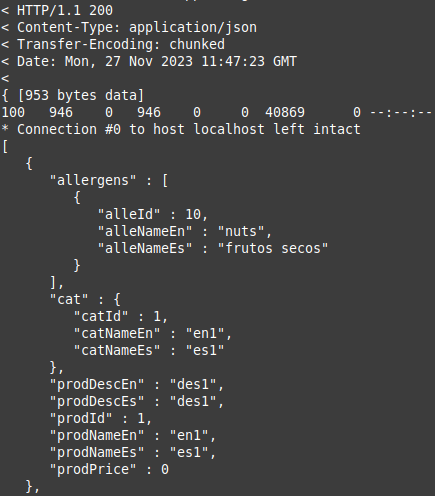 < HTTP/1.1 200
< Content-Type: application/json
< Transfer-Encoding: chunked
< Date: Mon, 27 Nov 2023 11:47:23 GMT
<
{ [953 bytes data]
100   946    0   946    0     0  40869      0 --:--:--
* Connection #0 to host localhost left intact
[
   {
      "allergens" : [
         {
            "alleId" : 10,
            "alleNameEn" : "nuts",
            "alleNameEs" : "frutos secos"
         }
      ],
      "cat" : {
         "catId" : 1,
         "catNameEn" : "en1",
         "catNameEs" : "es1"
      },
      "prodDescEn" : "des1",
      "prodDescEs" : "des1",
      "prodId" : 1,
      "prodNameEn" : "en1",
      "prodNameEs" : "es1",
      "prodPrice" : 0
   },